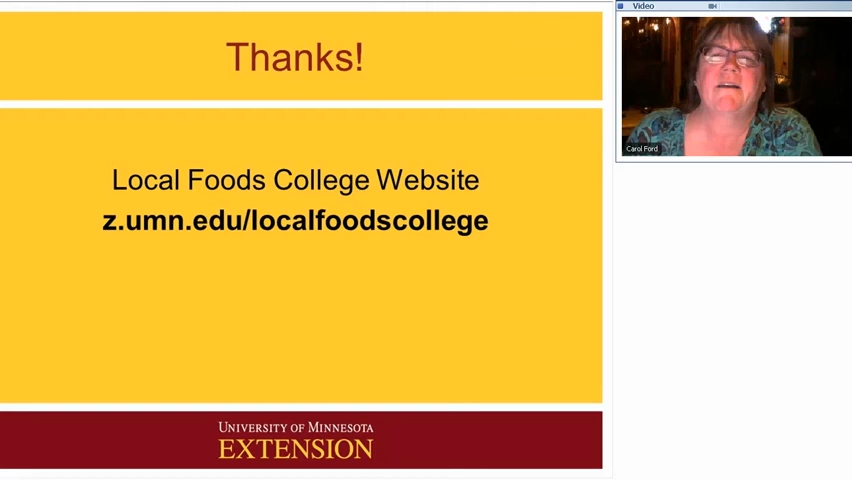 Thanks!
Local Foods College Website
z.umn.edu/localfoodscollege
UNIVERSITY OF MINNESOTA
EXTENSION
Video
Carol Ford